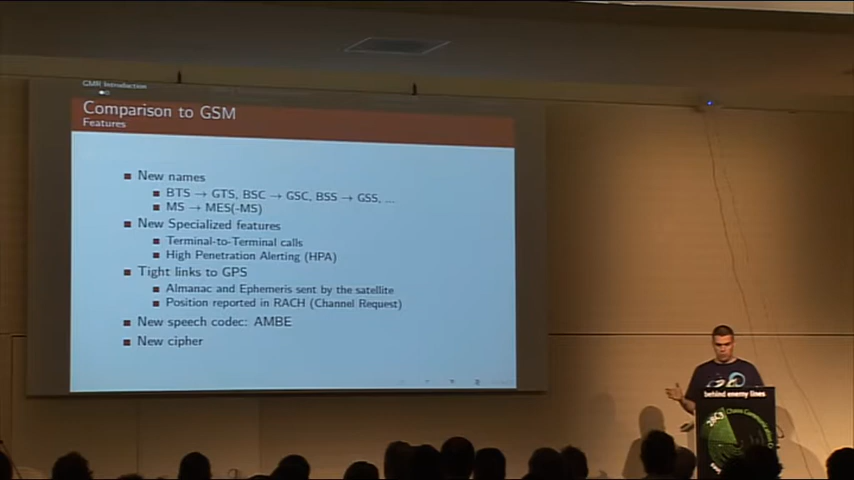 GMR Introduction
Comparison to GSM
Features
New names
BTS → GTS, BSC → GSC, BSS → GSS, ...
MS → MES(-MS)
New Specialized features
Terminal-to-Terminal calls
High Penetration Alerting (HPA)
Tight links to GPS
Almanac and Ephemeris sent by the satellite
Position reported in RACH (Channel Request)
New speech codec: AMBE
New cipher
behind enemy lines
28C3